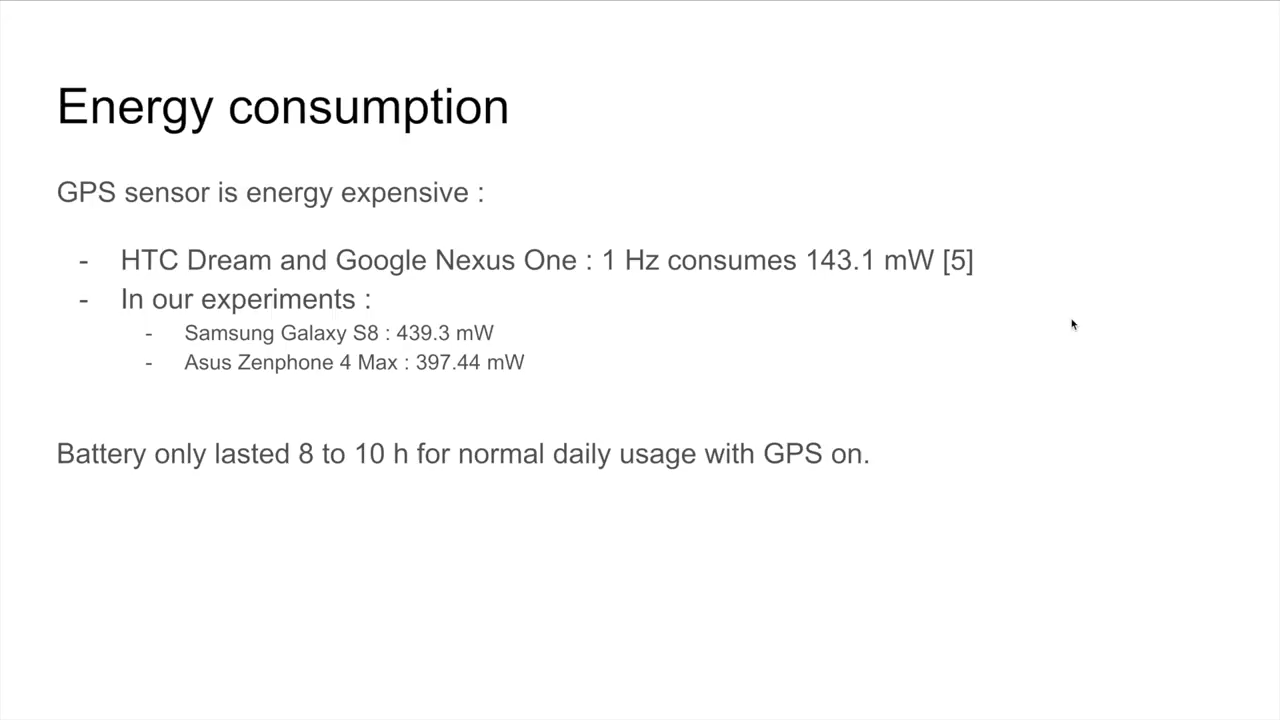 Energy consumption
GPS sensor is energy expensive :
- HTC Dream and Google Nexus One : 1 Hz consumes 143.1 mW [5]
- In our experiments :
- Samsung Galaxy S8 : 439.3 mW
- Asus Zenphone 4 Max : 397.44 mW
Battery only lasted 8 to 10 h for normal daily usage with GPS on.